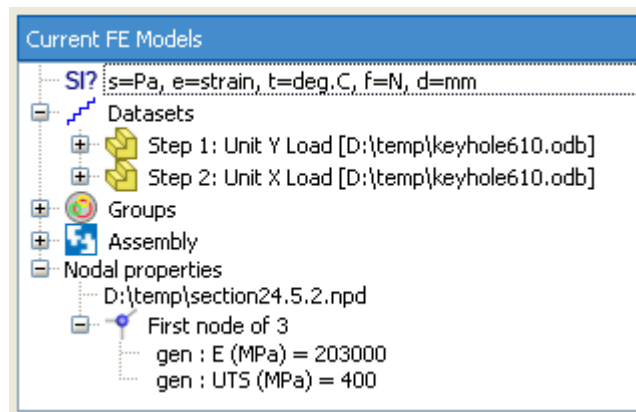 Current FE Models
SI? s=Pa, e=strain, t=deg.C, f=N, d=mm
Datasets
Step 1: Unit Y Load [D:\temp\keyhole610.odb]
Step 2: Unit X Load [D:\temp\keyhole610.odb]
Groups
Assembly
Nodal properties
D:\temp\section24.5.2.npd
First node of 3
gen : E (MPa) = 203000
gen : UTS (MPa) = 400